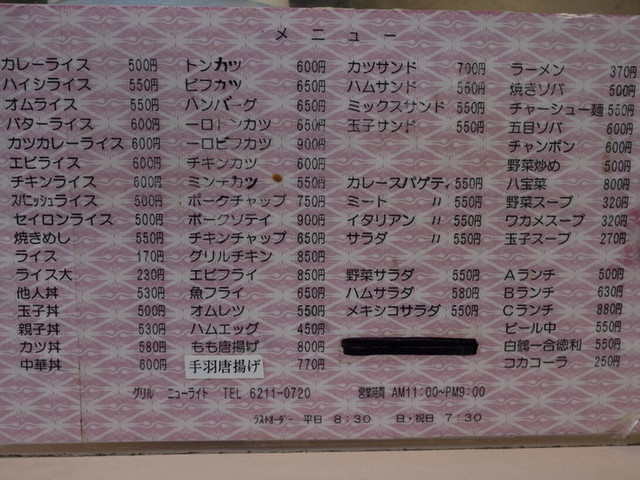 メニュー
カレーライス 500円
ハイシライス 550円
オムライス 550円
バターライス 600円
カツカレーライス 600円
エビライス 600円
チキンライス 600円
スパニッシュライス 500円
セイロンライス 500円
焼きめし 550円
ライス 170円
ライス大 230円
他人丼 530円
玉子丼 500円
親子丼 530円
カツ丼 580円
中華丼 600円
トンカツ 600円
ビフカツ 650円
ハンバーグ 650円
一口トンカツ 650円
一口ビフカツ 900円
チキンカツ 600円
ミンチカツ 550円
ポークチャップ 750円
ポークソテイ 900円
チキンチャップ 650円
グリルチキン 850円
エビフライ 850円
魚フライ 650円
オムレツ 550円
ハムエッグ 450円
もも唐揚げ 800円
手羽唐揚げ 770円
カツサンド 700円
ハムサンド 550円
ミックスサンド 550円
玉子サンド 550円
カレースパゲティ 550円
ミート 〃 550円
イタリアン 〃 550円
サラダ 〃 550円
野菜サラダ 550円
ハムサラダ 580円
メキシコサラダ 550円
ラーメン 370円
焼きソバ 500円
チャーシュー麺 550円
五目ソバ 600円
チャンポン 600円
野菜炒め 500円
八宝菜 800円
野菜スープ 320円
ワカメスープ 320円
玉子スープ 270円
Aランチ 500円
Bランチ 630円
Cランチ 880円
ビール中 550円
白鶴一合徳利 550円
コカコーラ 250円
グリル ニューライト TEL 6211-0720 営業時間 AM11:00~PM9:00
ラストオーダー 平日 8:30 日・祝日 7:30